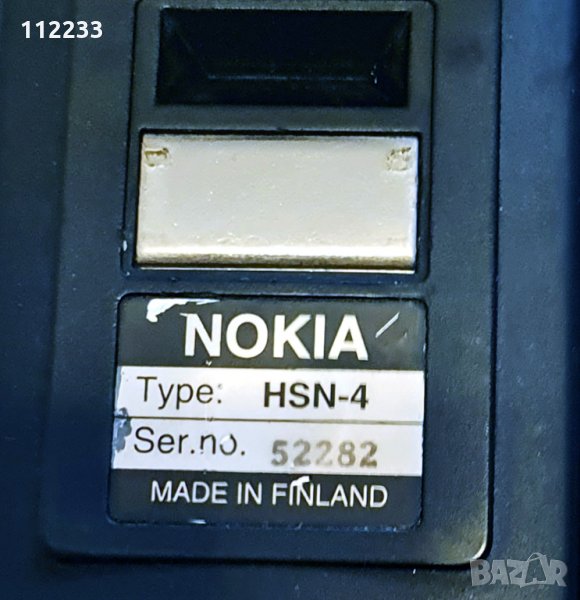 112233
NOKIA
Type: HSN-4
Ser.no. 52282
MADE IN FINLAND
BAZAR